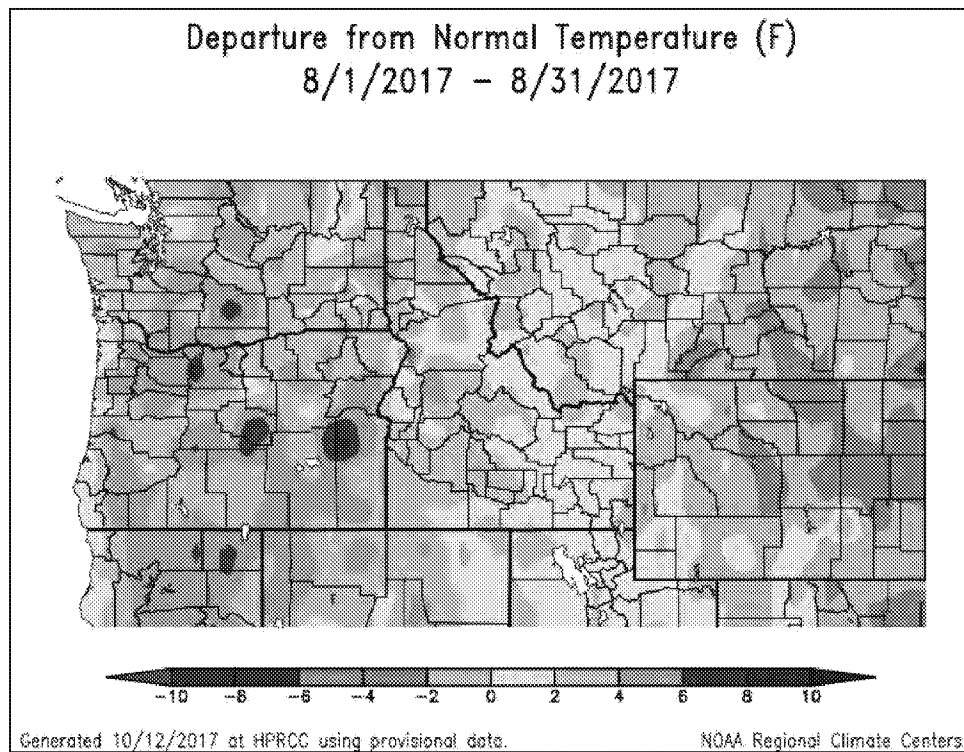 Departure from Normal Temperature (F)
8/1/2017 – 8/31/2017
-10 -8 -6 -4 -2 0 2 4 6 8 10
Generated 10/12/2017 at HPRCC using provisional data.
NOAA Regional Climate Centers